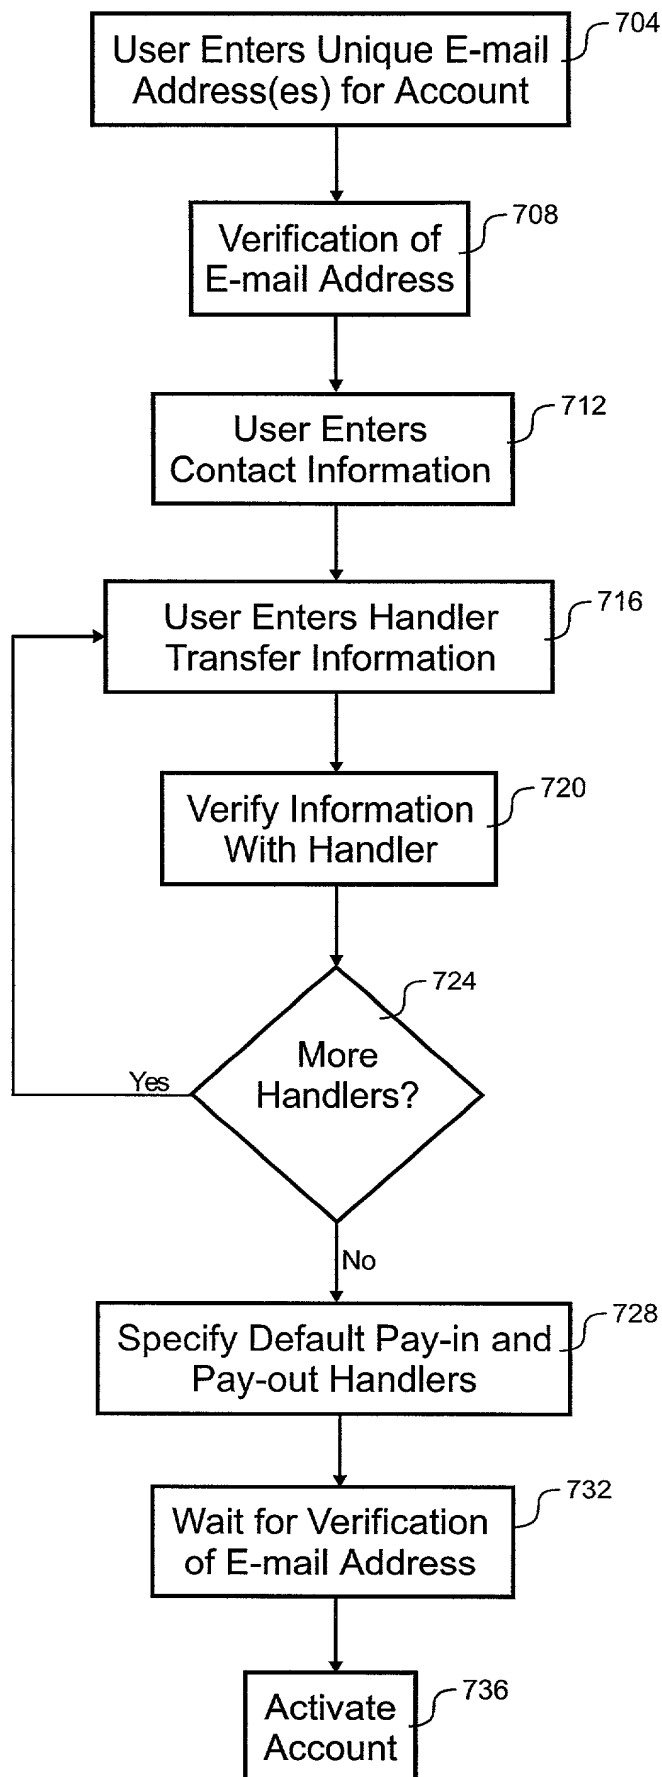 User Enters Unique E-mail
Address(es) for Account
704
Verification of
E-mail Address
708
User Enters
Contact Information
712
User Enters Handler
Transfer Information
716
Verify Information
With Handler
720
More
Handlers?
724
Yes
No
Specify Default Pay-in and
Pay-out Handlers
728
Wait for Verification
of E-mail Address
732
Activate
Account
736